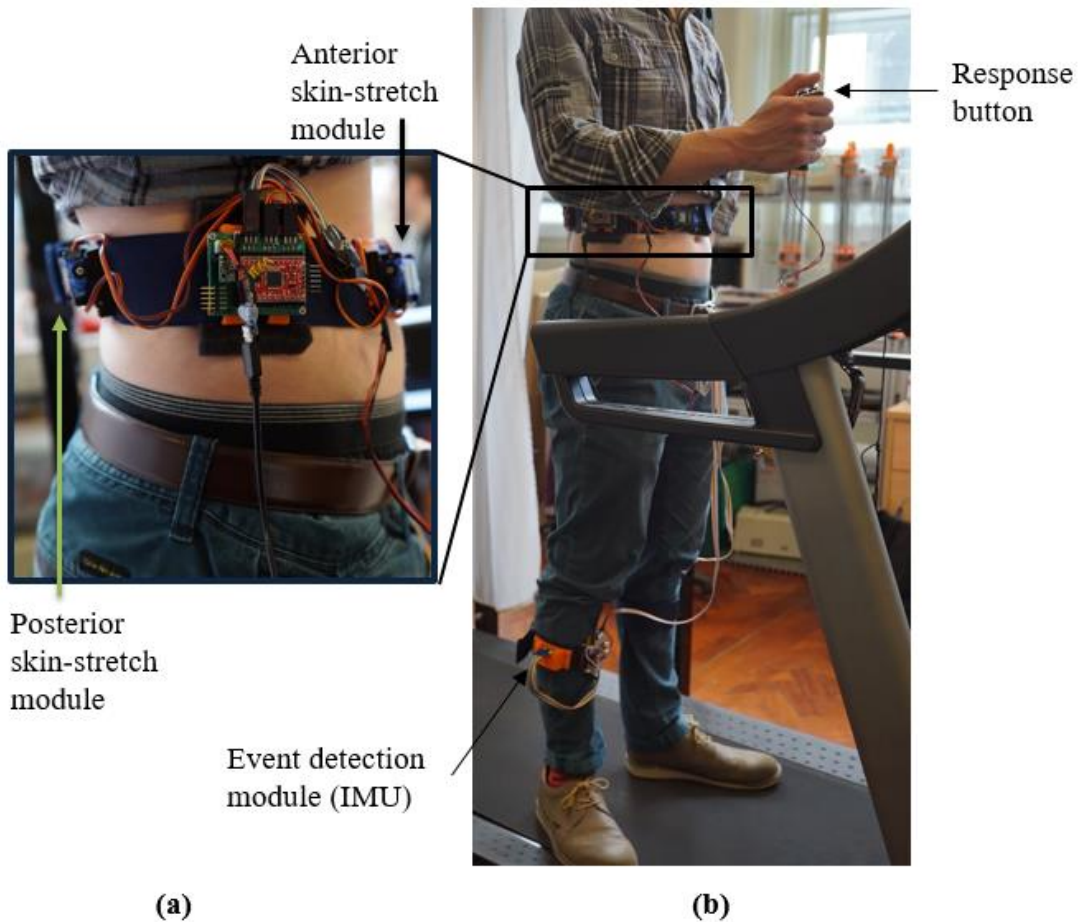 Anterior
skin-stretch
module
Response
button
Posterior
skin-stretch
module
Event detection
module (IMU)
(a)
(b)